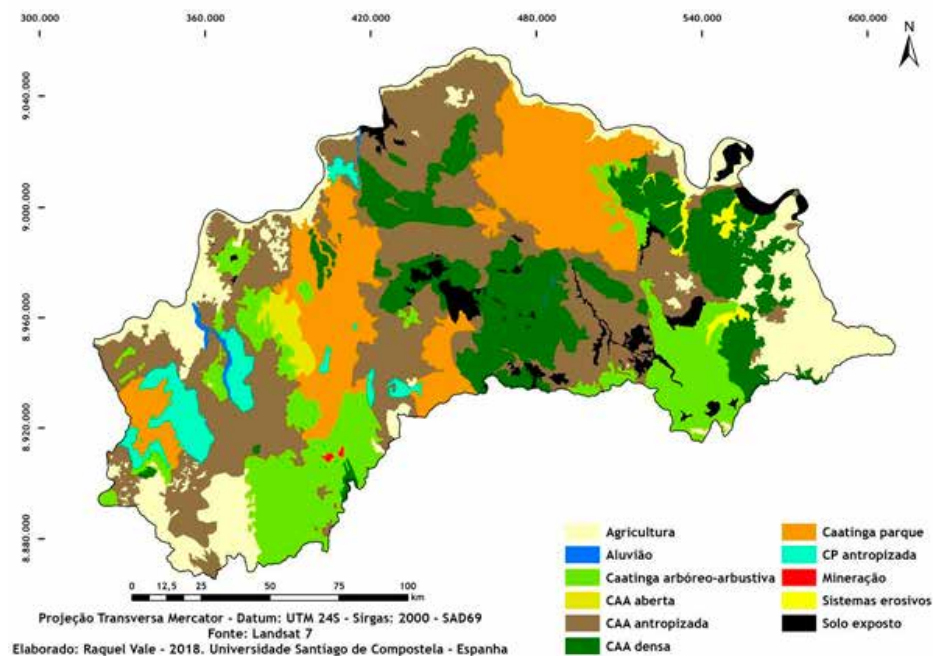 300.000 360.000 420.000 480.000 540.000 600.000
N
9.040.000
9.000.000
8.960.000
8.920.000
8.880.000
Agricultura
Aluvião
Caatinga arbóreo-arbustiva
CAA aberta
CAA antropizada
CAA densa
Caatinga parque
CP antropizada
Mineração
Sistemas erosivos
Solo exposto
0 12,5 25 50 75 100
km
Projeção Transversa Mercator - Datum: UTM 24S - Sirgas: 2000 - SAD69
Fonte: Landsat 7
Elaborado: Raquel Vale - 2018. Universidade Santiago de Compostela - Espanha